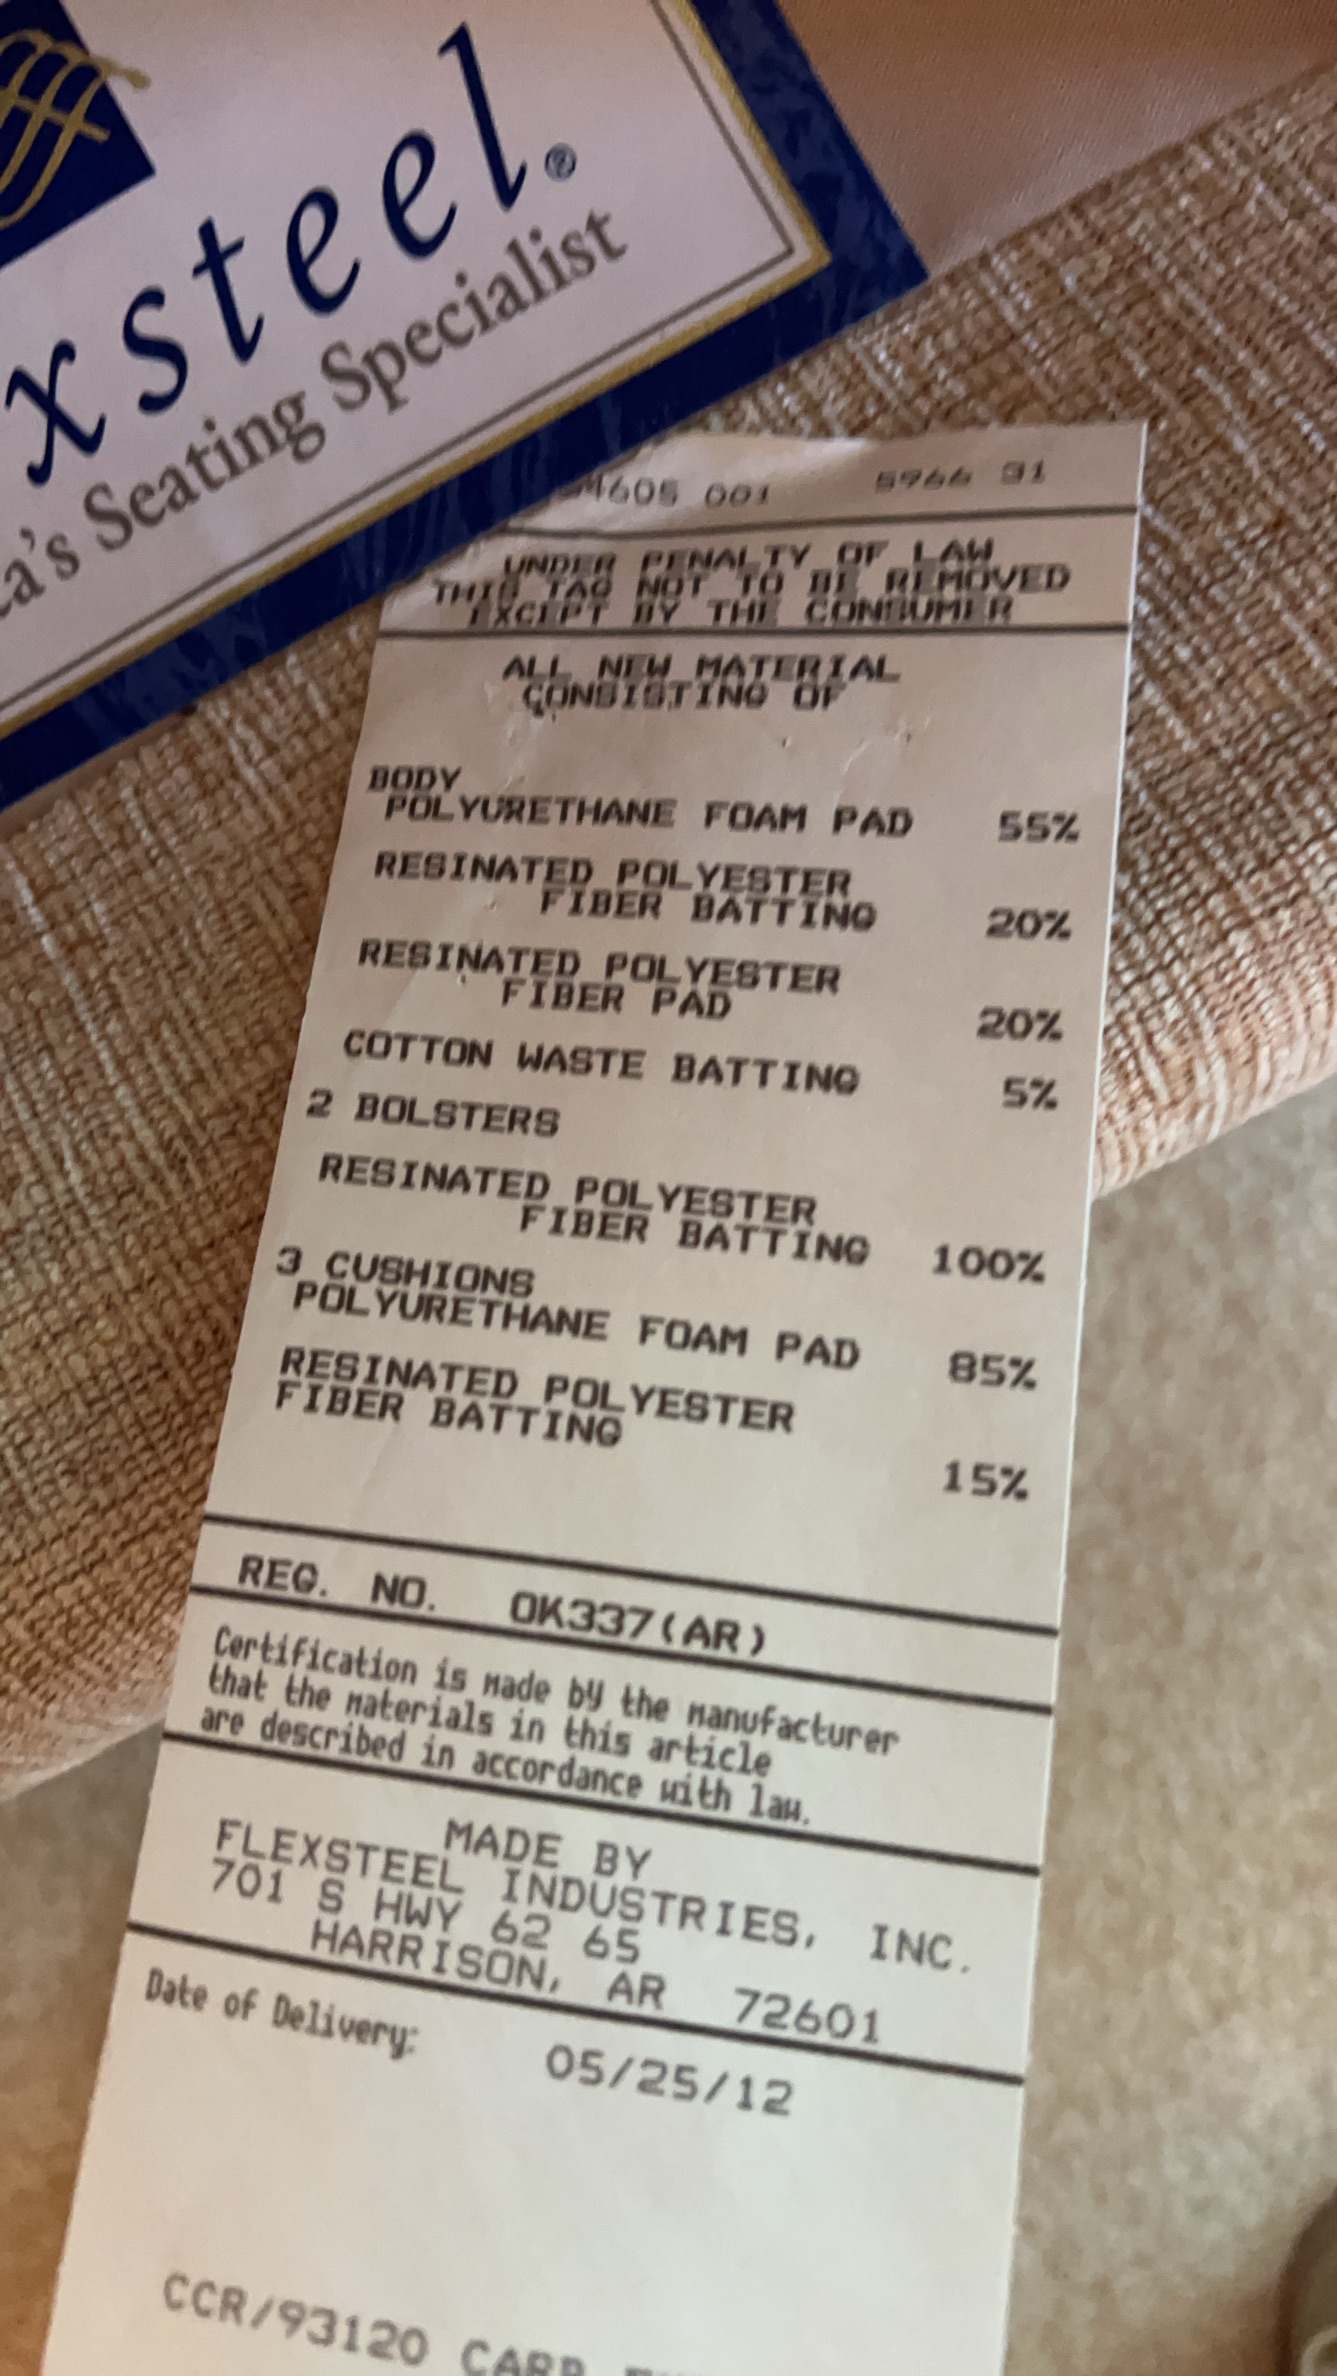 xsteel®
a's Seating Specialist
4605 001 5966 31
UNDER PENALTY OF LAW
THIS TAG NOT TO BE REMOVED
EXCEPT BY THE CONSUMER
ALL NEW MATERIAL
CONSISTING OF
BODY
POLYURETHANE FOAM PAD 55%
RESINATED POLYESTER
FIBER BATTING 20%
RESINATED POLYESTER
FIBER PAD 20%
COTTON WASTE BATTING 5%
2 BOLSTERS
RESINATED POLYESTER
FIBER BATTING 100%
3 CUSHIONS
POLYURETHANE FOAM PAD 85%
RESINATED POLYESTER
FIBER BATTING
15%
REG. NO. OK337(AR)
Certification is made by the manufacturer
that the materials in this article
are described in accordance with law.
MADE BY
FLEXSTEEL INDUSTRIES, INC.
701 S HWY 62 65
HARRISON, AR 72601
Date of Delivery: 05/25/12
CCR/93120 CARB